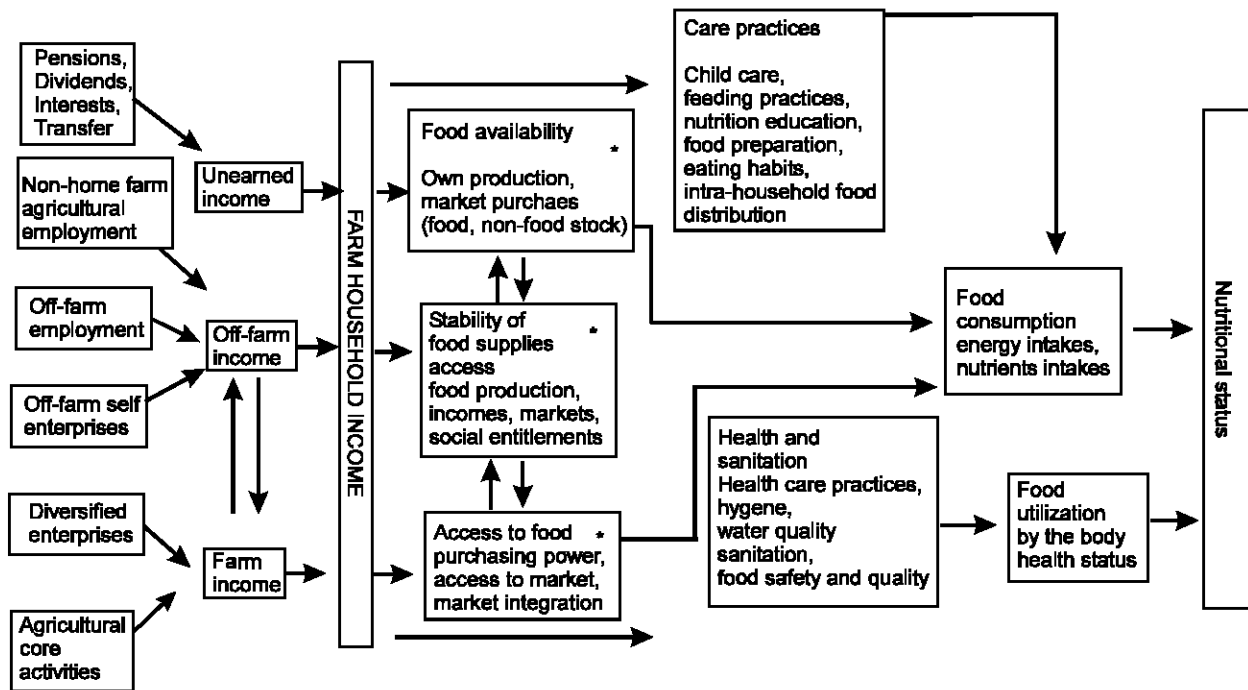 Pensions,
Dividends,
Interests,
Transfer
Non-home farm
agricultural
employment
Off-farm
employment
Off-farm self
enterprises
Diversified
enterprises
Agricultural
core
activities
Unearned
income
Off-farm
income
Farm
income
FARM HOUSEHOLD INCOME
Food availability
*
Own production,
market purchaes
(food, non-food stock)
Stability of *
food supplies
access
food production,
incomes, markets,
social entitlements
Access to food *
purchasing power,
access to market,
market integration
Care practices
Child care,
feeding practices,
nutrition education,
food preparation,
eating habits,
intra-household food
distribution
Health and
sanitation
Health care practices,
hygene,
water quality
sanitation,
food safety and quality
Food
consumption
energy intakes,
nutrients intakes
Food
utilization
by the body
health status
Nutritional status